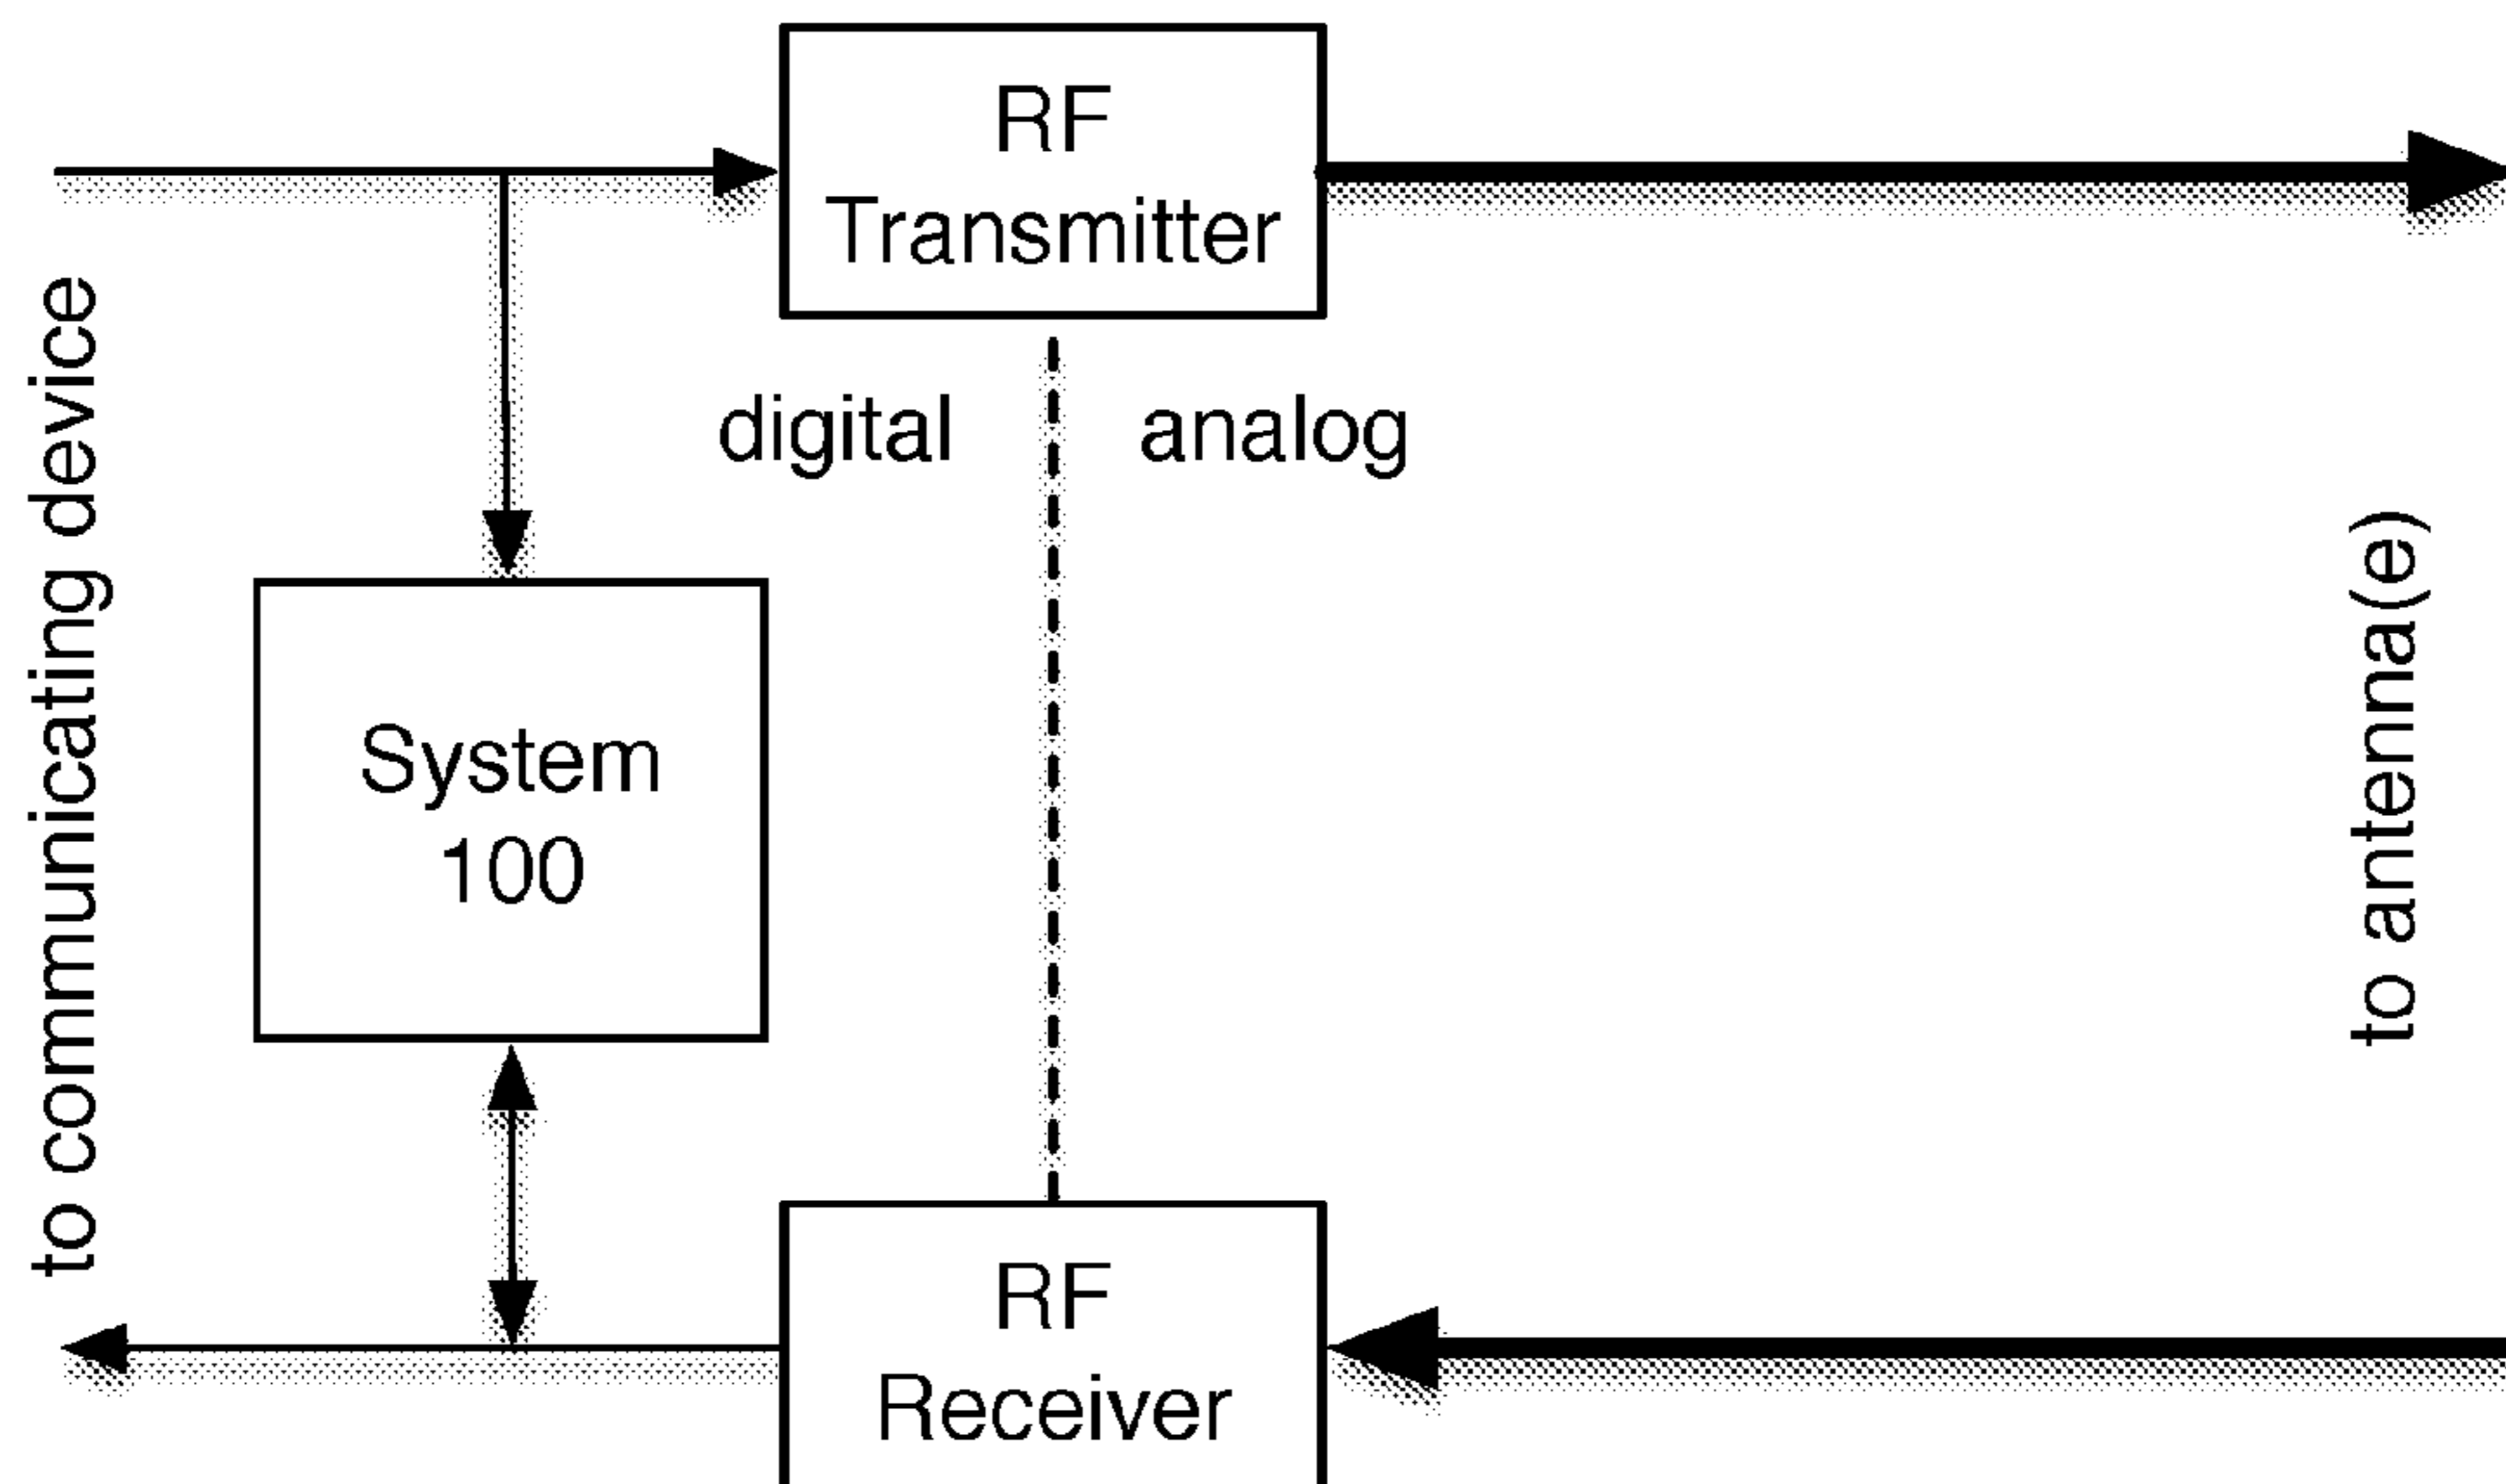 RF
Transmitter
digital
analog
to communicating device
System
100
to antenna(e)
RF
Receiver